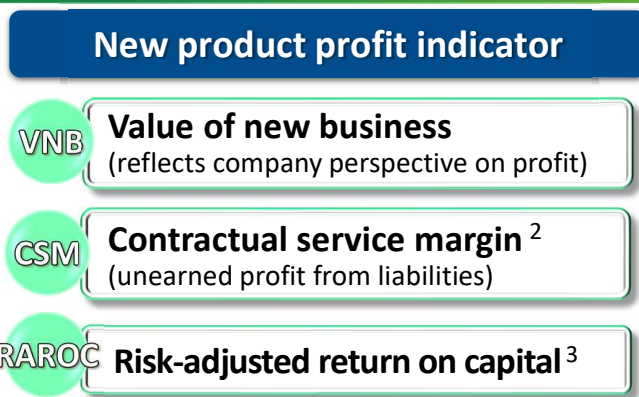 New product profit indicator
VNB
Value of new business
(reflects company perspective on profit)
CSM
Contractual service margin 2
(unearned profit from liabilities)
RAROC
Risk-adjusted return on capital 3